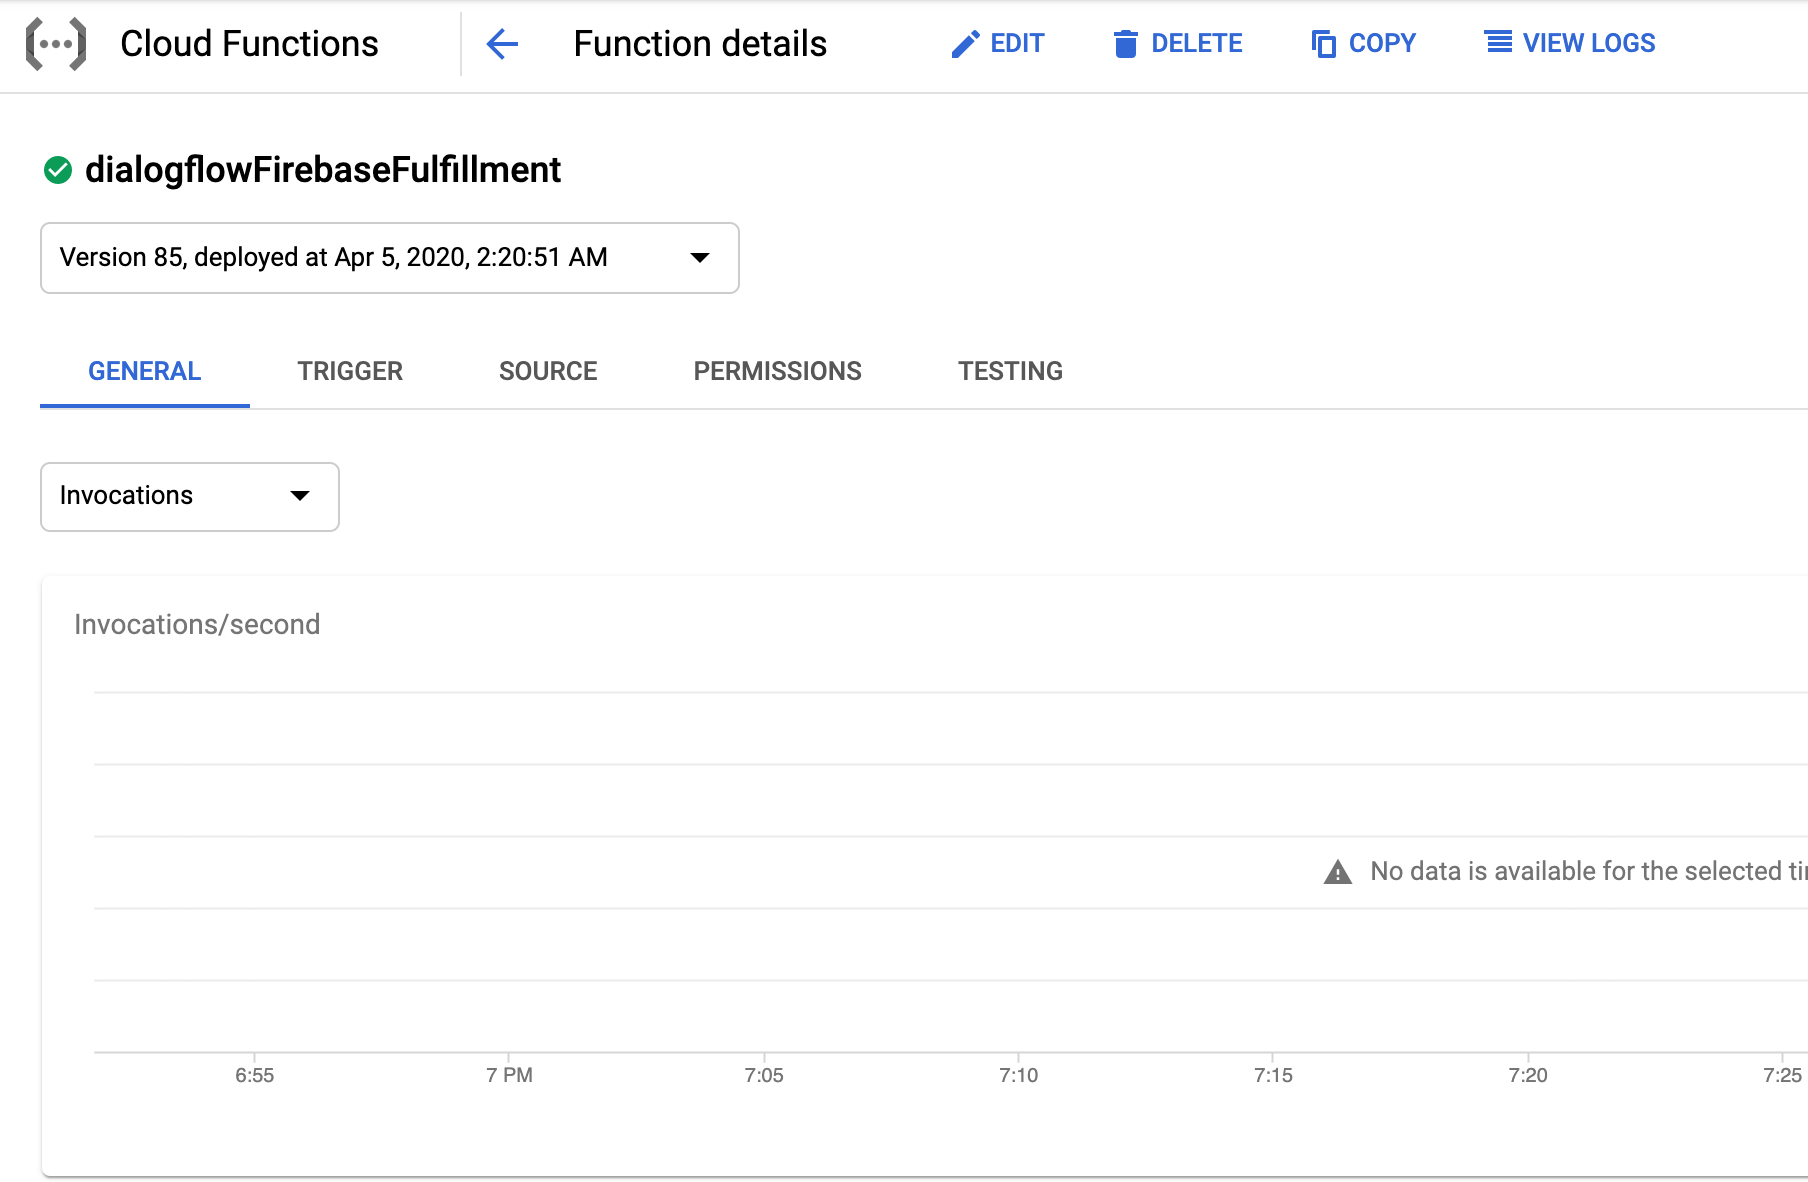 Cloud Functions
Function details
EDIT
DELETE
COPY
VIEW LOGS
dialogflowFirebaseFulfillment
Version 85, deployed at Apr 5, 2020, 2:20:51 AM
GENERAL
TRIGGER
SOURCE
PERMISSIONS
TESTING
Invocations
Invocations/second
No data is available for the selected
6:55
7 PM
7:05
7:10
7:15
7:20
7:25